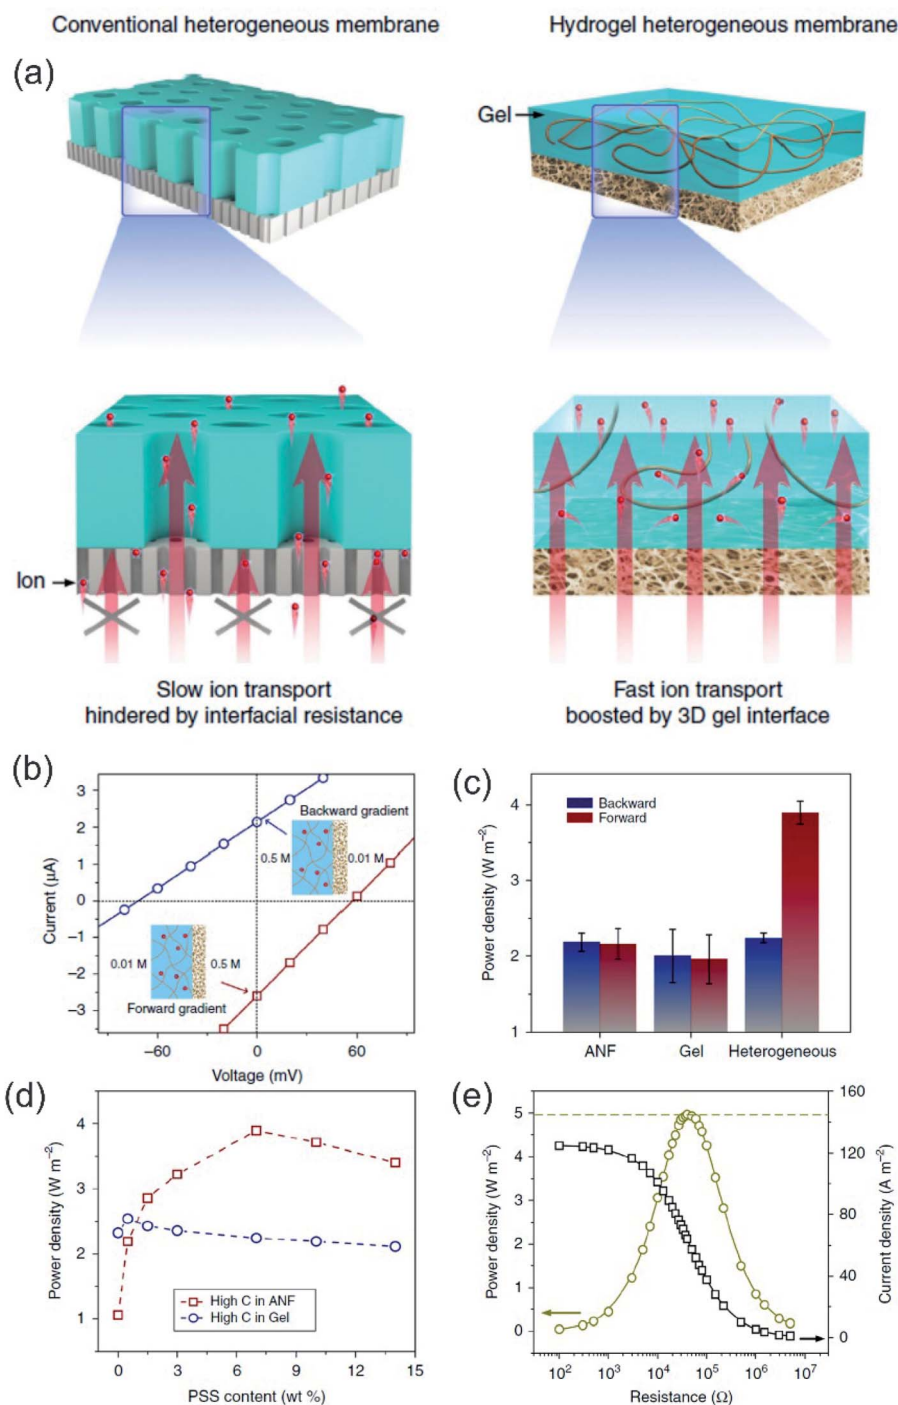 Conventional heterogeneous membrane
Hydrogel heterogeneous membrane
(a)
Gel
Ion
Slow ion transport
hindered by interfacial resistance
Fast ion transport
boosted by 3D gel interface
(b)
3
2
1
0
−1
−2
−3
Current (μA)
Backward gradient
0.5 M
0.01 M
0.01 M
0.5 M
Forward gradient
−60
0
60
Voltage (mV)
(c)
4
3
2
1
Power density (W m−2)
Backward
Forward
ANF
Gel
Heterogeneous
(d)
4
3
2
1
Power density (W m−2)
High C in ANF
High C in Gel
0
3
6
9
12
15
PSS content (wt %)
(e)
5
4
3
2
1
0
Power density (W m−2)
160
120
80
40
0
Current density (A m−2)
10²
10³
10⁴
10⁵
10⁶
10⁷
Resistance (Ω)